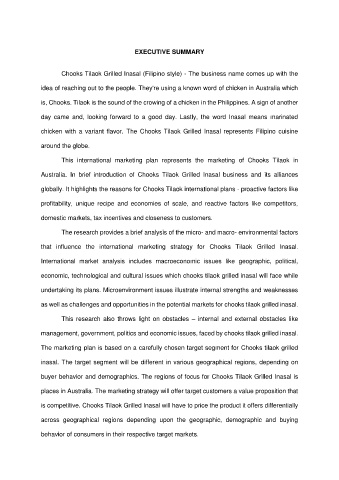 EXECUTIVE SUMMARY
Chooks Tilaok Grilled Inasal (Filipino style) - The business name comes up with the
idea of reaching out to the people. They're using a known word of chicken in Australia which
is, Chooks. Tilaok is the sound of the crowing of a chicken in the Philippines. A sign of another
day came and, looking forward to a good day. Lastly, the word Inasal means marinated
chicken with a variant flavor. The Chooks Tilaok Grilled Inasal represents Filipino cuisine
around the globe.
This international marketing plan represents the marketing of Chooks Tilaok in
Australia. In brief introduction of Chooks Tilaok Grilled Inasal business and its alliances
globally. It highlights the reasons for Chooks Tilaok international plans - proactive factors like
profitability, unique recipe and economies of scale, and reactive factors like competitors,
domestic markets, tax incentives and closeness to customers.
The research provides a brief analysis of the micro- and macro- environmental factors
that influence the international marketing strategy for Chooks Tilaok Grilled Inasal.
International market analysis includes macroeconomic issues like geographic, political,
economic, technological and cultural issues which chooks tilaok grilled inasal will face while
undertaking its plans. Microenvironment issues illustrate internal strengths and weaknesses
as well as challenges and opportunities in the potential markets for chooks tilaok grilled inasal.
This research also throws light on obstacles – internal and external obstacles like
management, government, politics and economic issues, faced by chooks tilaok grilled inasal.
The marketing plan is based on a carefully chosen target segment for Chooks tilaok grilled
inasal. The target segment will be different in various geographical regions, depending on
buyer behavior and demographics. The regions of focus for Chooks Tilaok Grilled Inasal is
places in Australia. The marketing strategy will offer target customers a value proposition that
is competitive. Chooks Tilaok Grilled Inasal will have to price the product it offers differentially
across geographical regions depending upon the geographic, demographic and buying
behavior of consumers in their respective target markets.